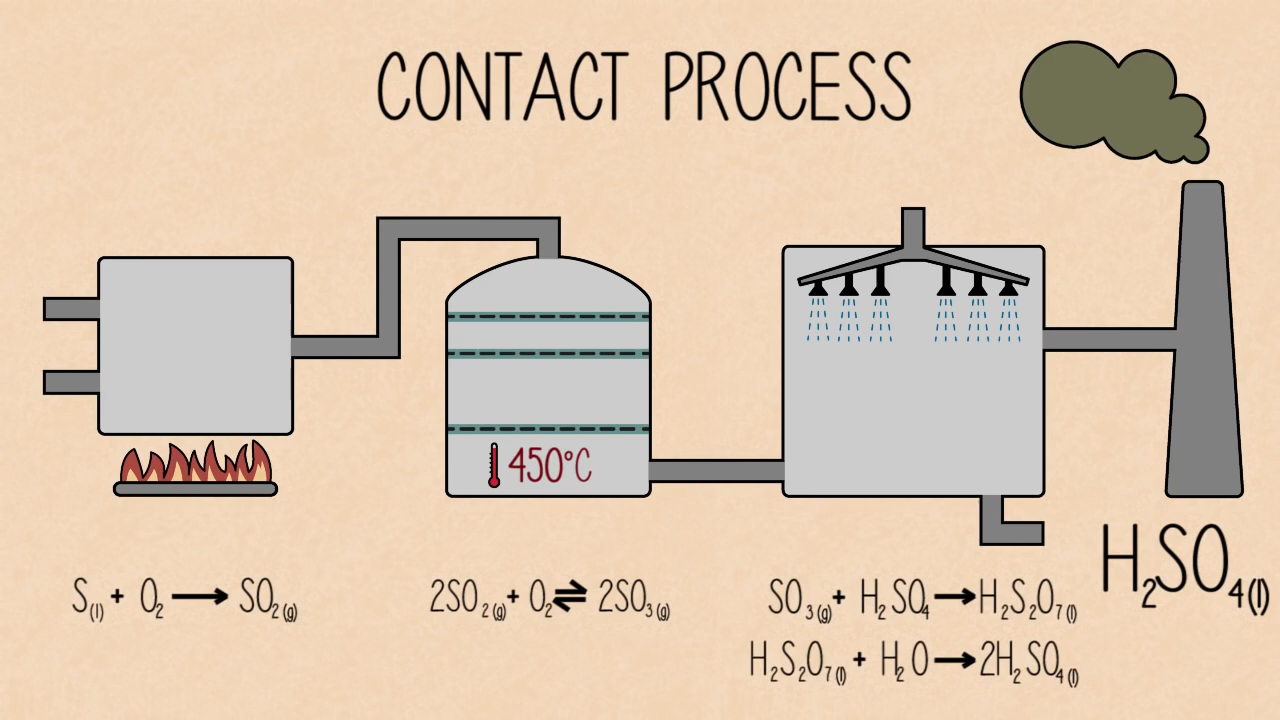 CONTACT PROCESS
450°C
H₂SO₄(l)
S(l) + O₂ → SO₂(g)
2SO₂(g) + O₂ ⇌ 2SO₃(g)
SO₃(g) + H₂SO₄ → H₂S₂O₇(l)
H₂S₂O₇(l) + H₂O → 2H₂SO₄(l)